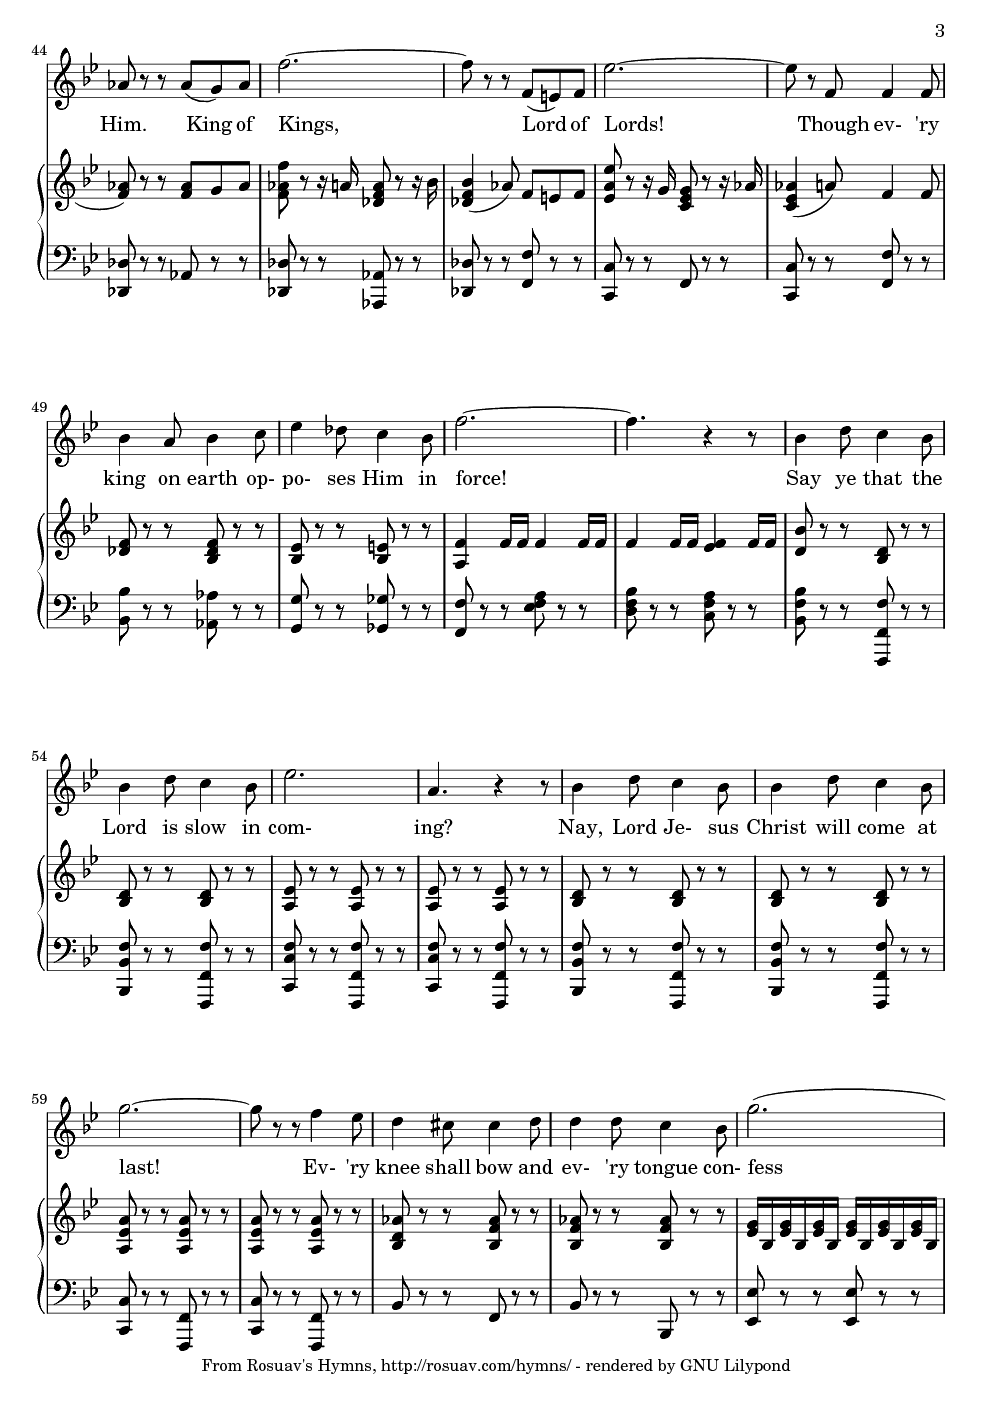 3
44
Him. King of Kings, Lord of Lords! Though ev- 'ry
49
king on earth op- po- ses Him in force! Say ye that the
54
Lord is slow in com- ing? Nay, Lord Je- sus Christ will come at
59
last! Ev- 'ry knee shall bow and ev- 'ry tongue con- fess
From Rosuav's Hymns, http://rosuav.com/hymns/ - rendered by GNU Lilypond